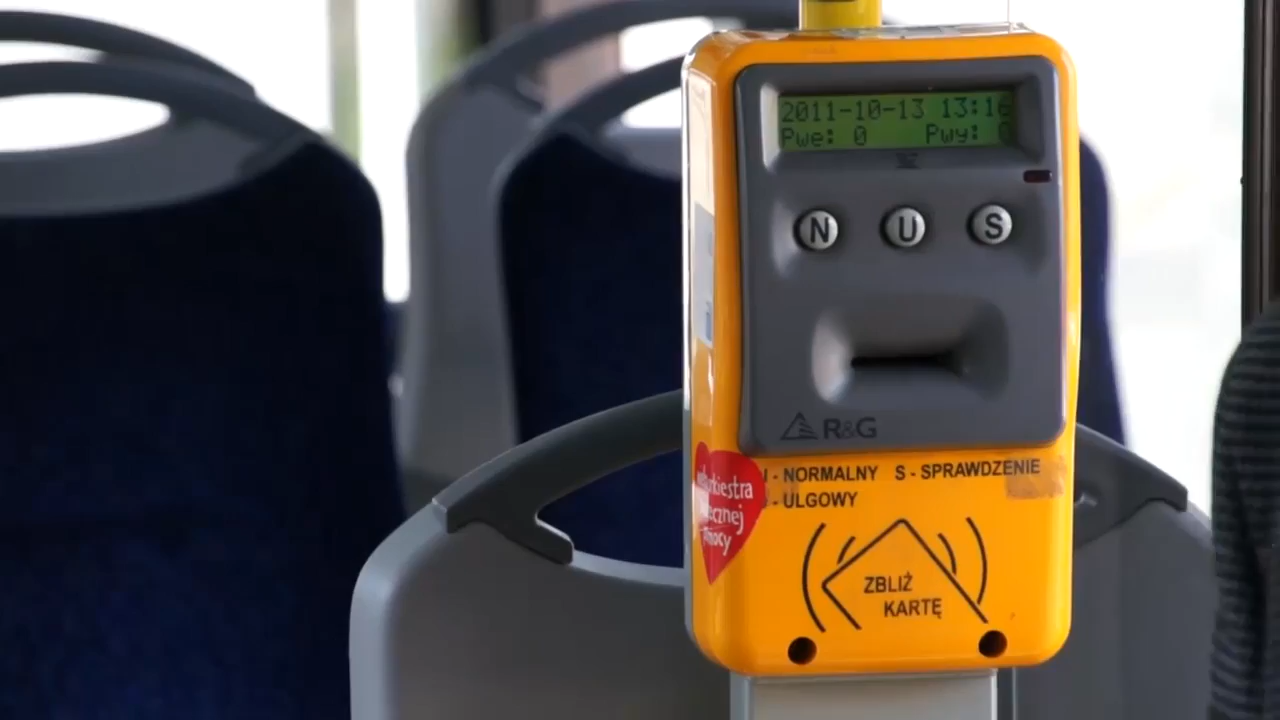 2011-10-13 13:16
Pwe: 0 Pwy: 0
N U S
R&G
- NORMALNY S - SPRAWDZENIE
- ULGOWY
ZBLIŻ
KARTĘ